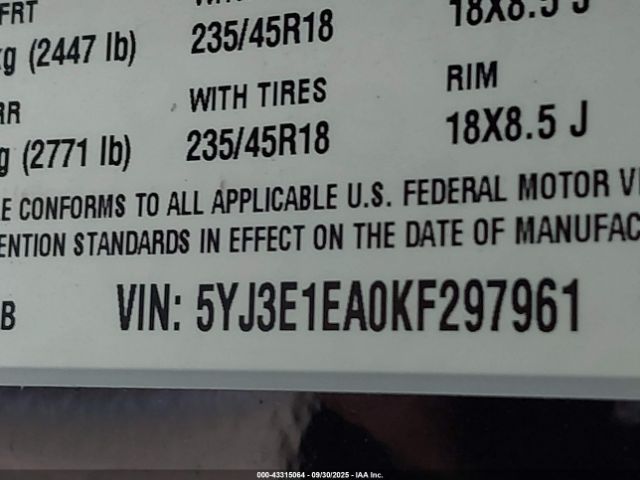 FRT
235/45R18
18X8.5 J
kg (2447 lb)
RR
WITH TIRES
RIM
(2771 lb)
235/45R18
18X8.5 J
LE CONFORMS TO ALL APPLICABLE U.S. FEDERAL MOTOR
ENTION STANDARDS IN EFFECT ON THE DATE OF MANUFAC
B
VIN: 5YJ3E1EA0KF297961
000-43315064 - 09/30/2025 - IAA Inc.